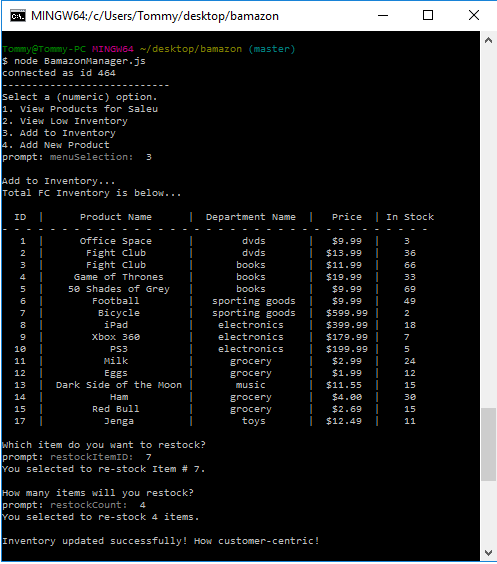 MINGW64:/c/Users/Tommy/desktop/bamazon
Tommy@Tommy-PC MINGW64 ~/desktop/bamazon (master)
$ node BamazonManager.js
connected as id 464
----------------------------
Select a (numeric) option.
1. View Products for Saleu
2. View Low Inventory
3. Add to Inventory
4. Add New Product
prompt: menuSelection:  3
Add to Inventory...
Total FC Inventory is below...
ID | Product Name | Department Name | Price | In Stock
- - - - - - - - - - - - - - - - - - - - - - - - - - - - - - - - - - - -
1 | Office Space | dvds | $9.99 | 3
2 | Fight Club | dvds | $13.99 | 36
3 | Fight Club | books | $11.99 | 66
4 | Game of Thrones | books | $19.99 | 33
5 | 50 Shades of Grey | books | $9.99 | 69
6 | Football | sporting goods | $9.99 | 49
7 | Bicycle | sporting goods | $599.99 | 2
8 | iPad | electronics | $399.99 | 18
9 | Xbox 360 | electronics | $179.99 | 7
10 | PS3 | electronics | $199.99 | 5
11 | Milk | grocery | $2.99 | 24
12 | Eggs | grocery | $1.99 | 12
13 | Dark Side of the Moon | music | $11.55 | 15
14 | Ham | grocery | $4.00 | 30
15 | Red Bull | grocery | $2.69 | 15
17 | Jenga | toys | $12.49 | 11
Which item do you want to restock?
prompt: restockItemID:  7
You selected to re-stock Item # 7.
How many items will you restock?
prompt: restockCount:  4
You selected to re-stock 4 items.
Inventory updated successfully! How customer-centric!